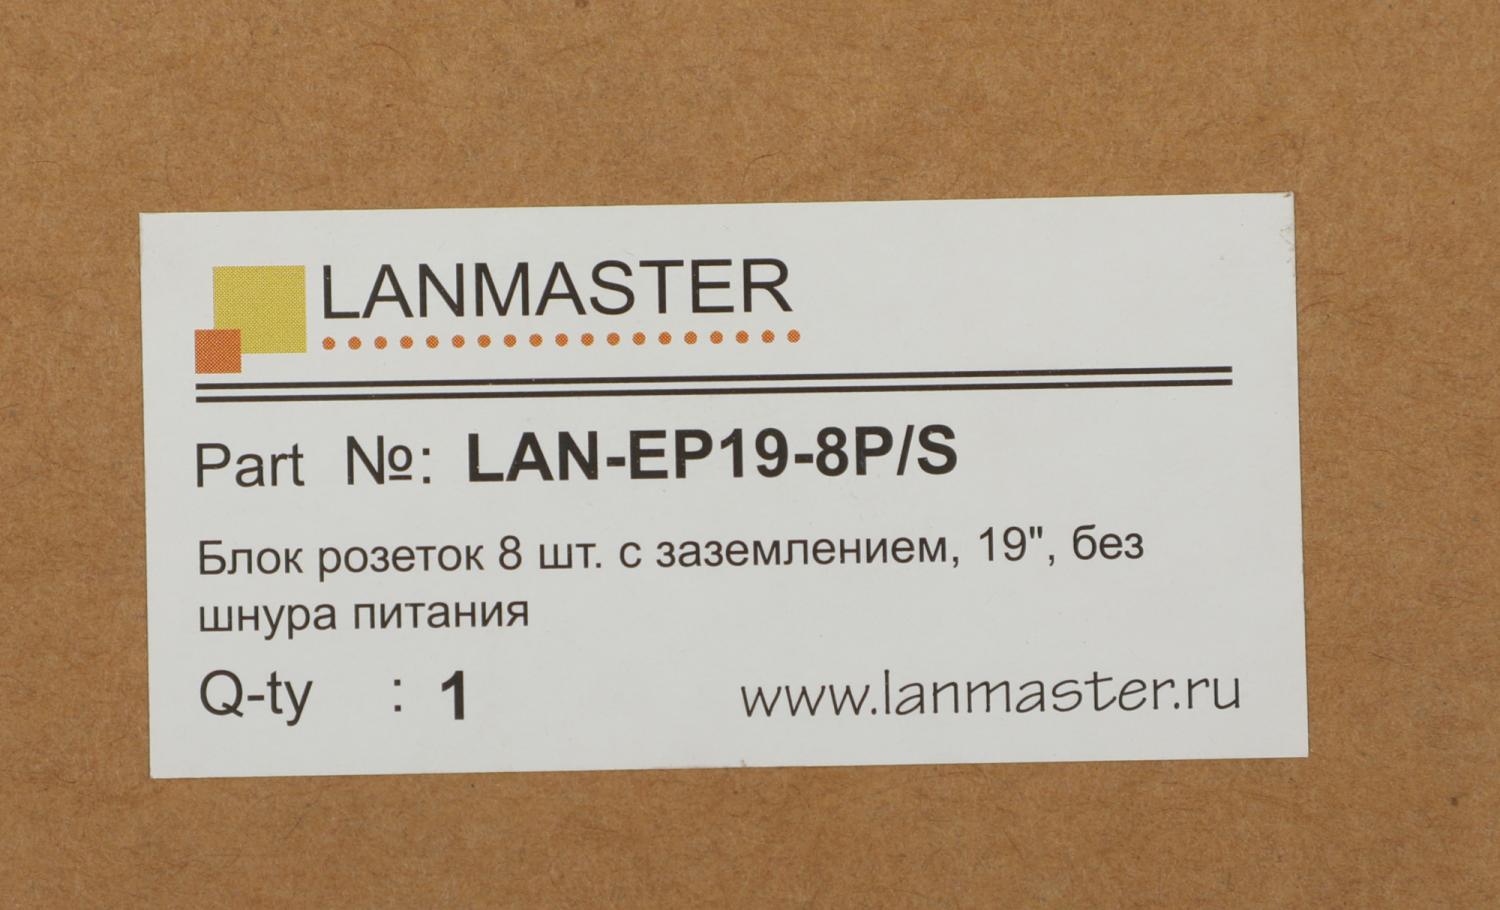 LANMASTER
Part №: LAN-EP19-8P/S
Блок розеток 8 шт. с заземлением, 19", без
шнура питания
Q-ty : 1
www.lanmaster.ru